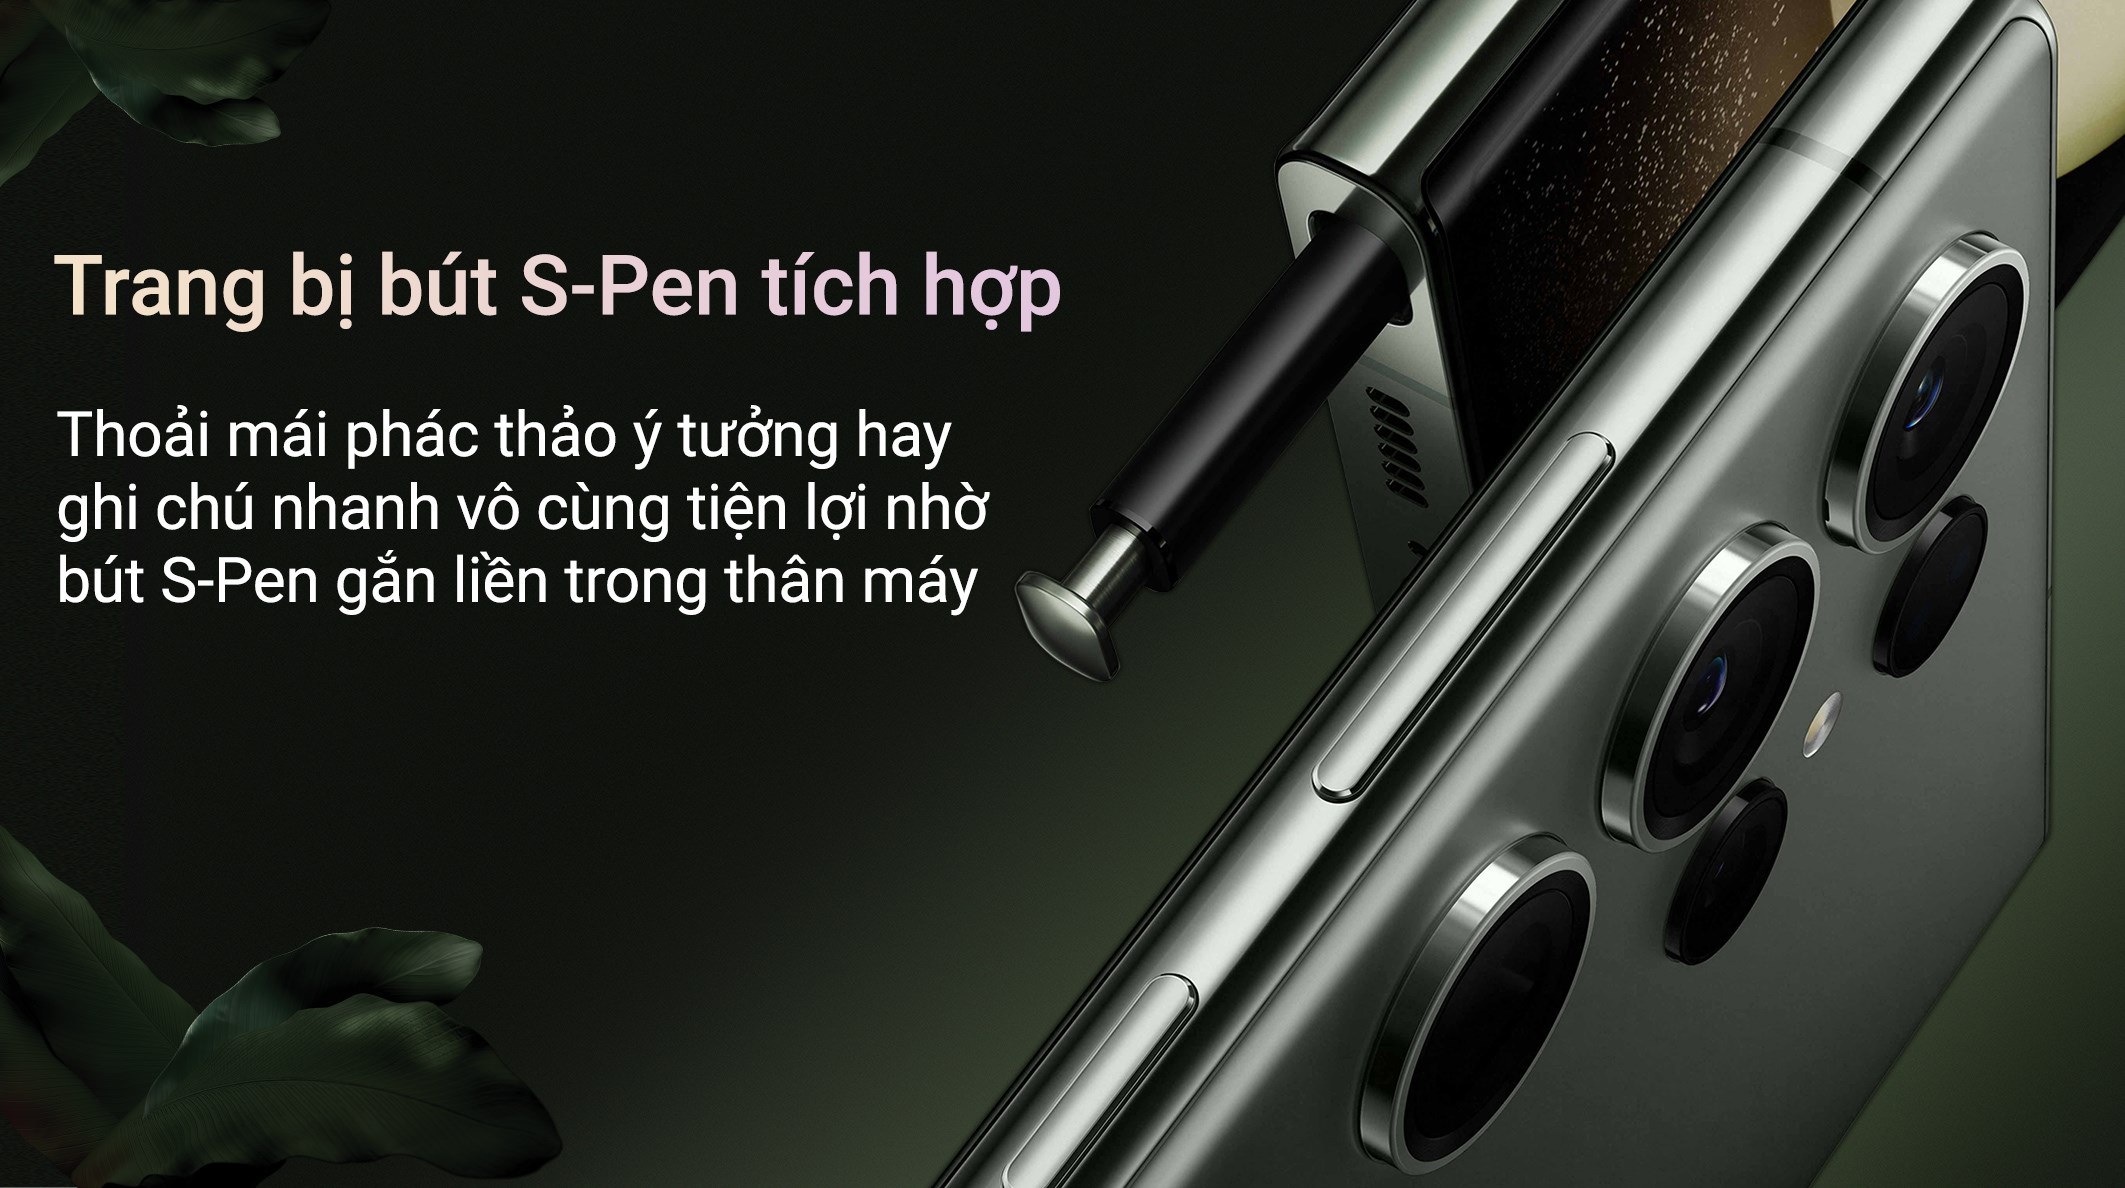 Trang bị bút S-Pen tích hợp
Thoải mái phác thảo ý tưởng hay
ghi chú nhanh vô cùng tiện lợi nhờ
bút S-Pen gắn liền trong thân máy